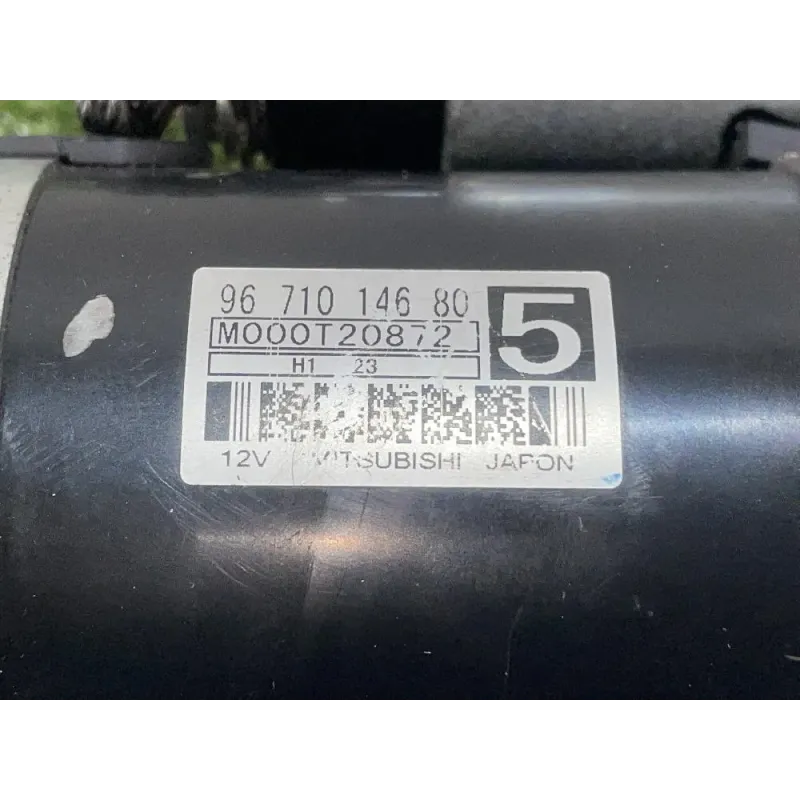 96 710 146 80
5
M000T20872
H1 23
12V MITSUBISHI JAPON